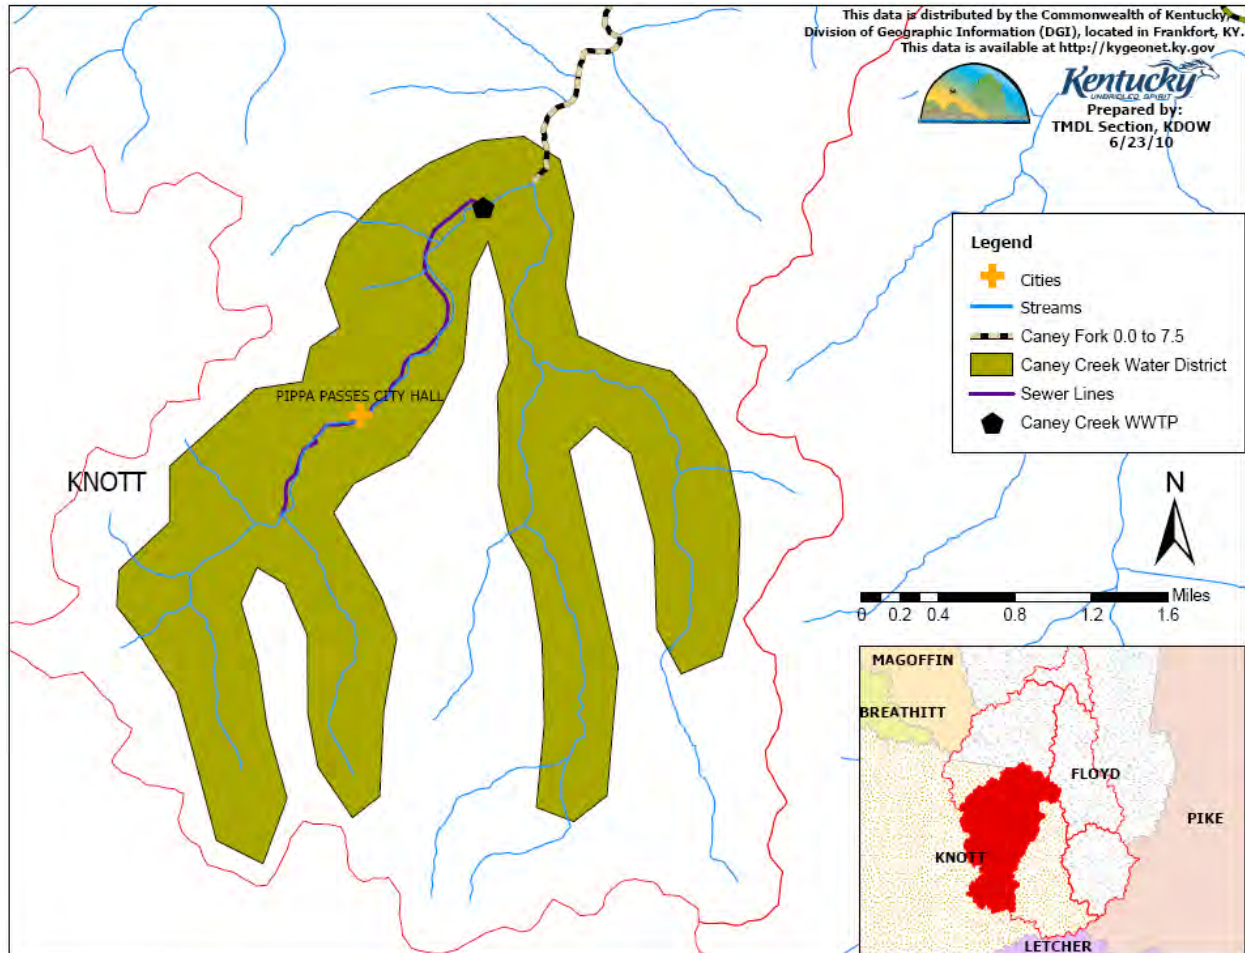 This data is distributed by the Commonwealth of Kentucky,
Division of Geographic Information (DGI), located in Frankfort, KY.
This data is available at http://kygeonet.ky.gov
Kentucky
UNBRIDLED SPIRIT
Prepared by:
TMDL Section, KDOW
6/23/10
Legend
Cities
Streams
Caney Fork 0.0 to 7.5
Caney Creek Water District
Sewer Lines
Caney Creek WWTP
PIPPA PASSES CITY HALL
KNOTT
N
Miles
0 0.2 0.4 0.8 1.2 1.6
MAGOFFIN
BREATHITT
FLOYD
PIKE
KNOTT
LETCHER